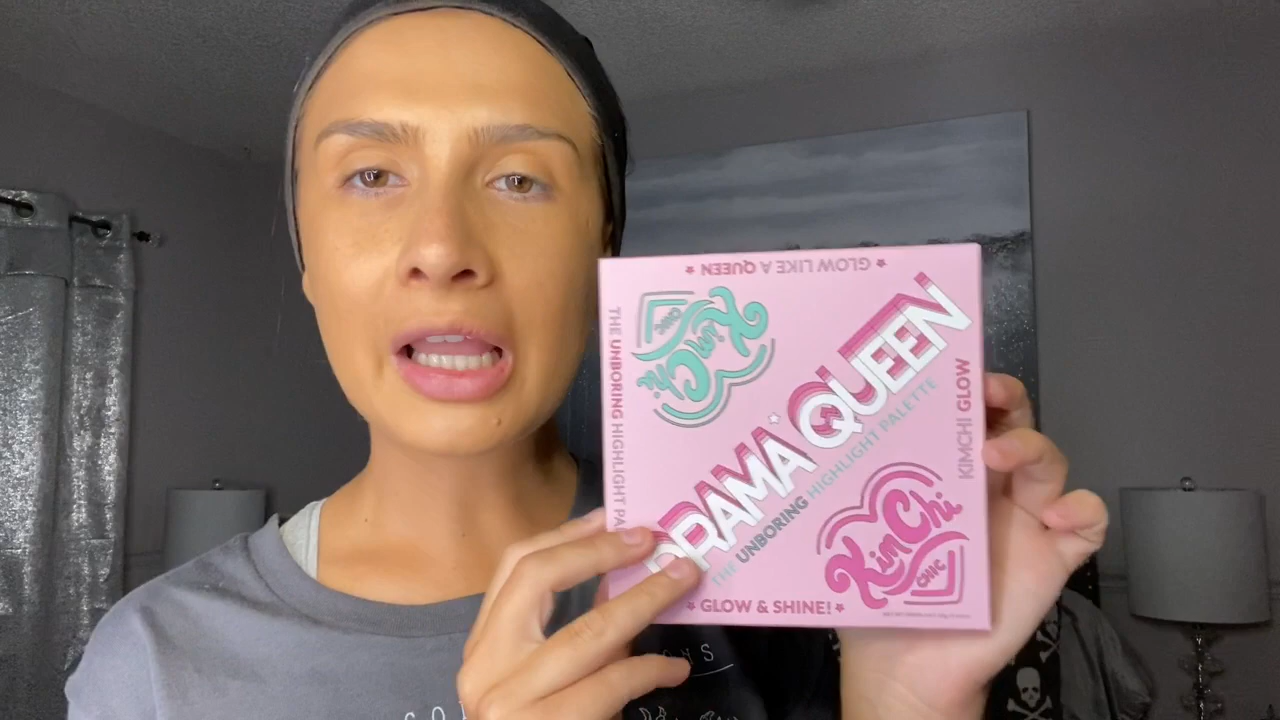 ★ GLOW LIKE A QUEEN ★
KimChi
CHIC
DRAMA QUEEN
THE UNBORING HIGHLIGHT PALETTE
THE UNBORING HIGHLIGHT
KIMCHI GLOW
KimChi
CHIC
★ GLOW & SHINE! ★